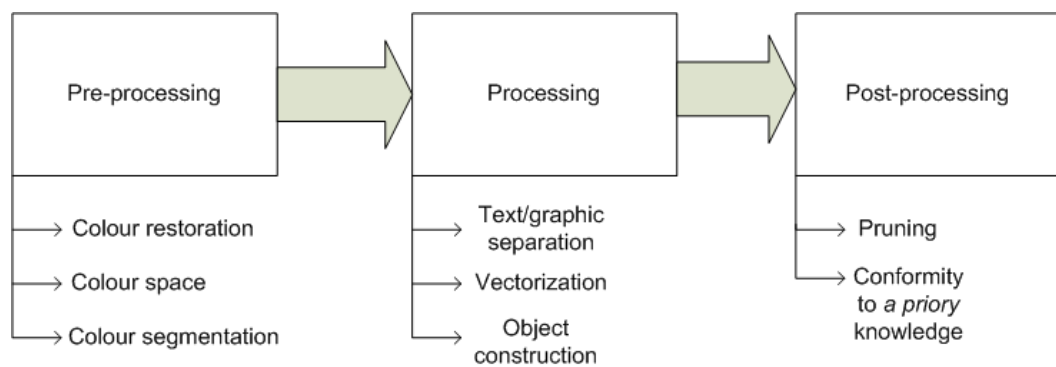 Pre-processing
Processing
Post-processing
Colour restoration
Colour space
Colour segmentation
Text/graphic
separation
Vectorization
Object
construction
Pruning
Conformity
to a priory
knowledge